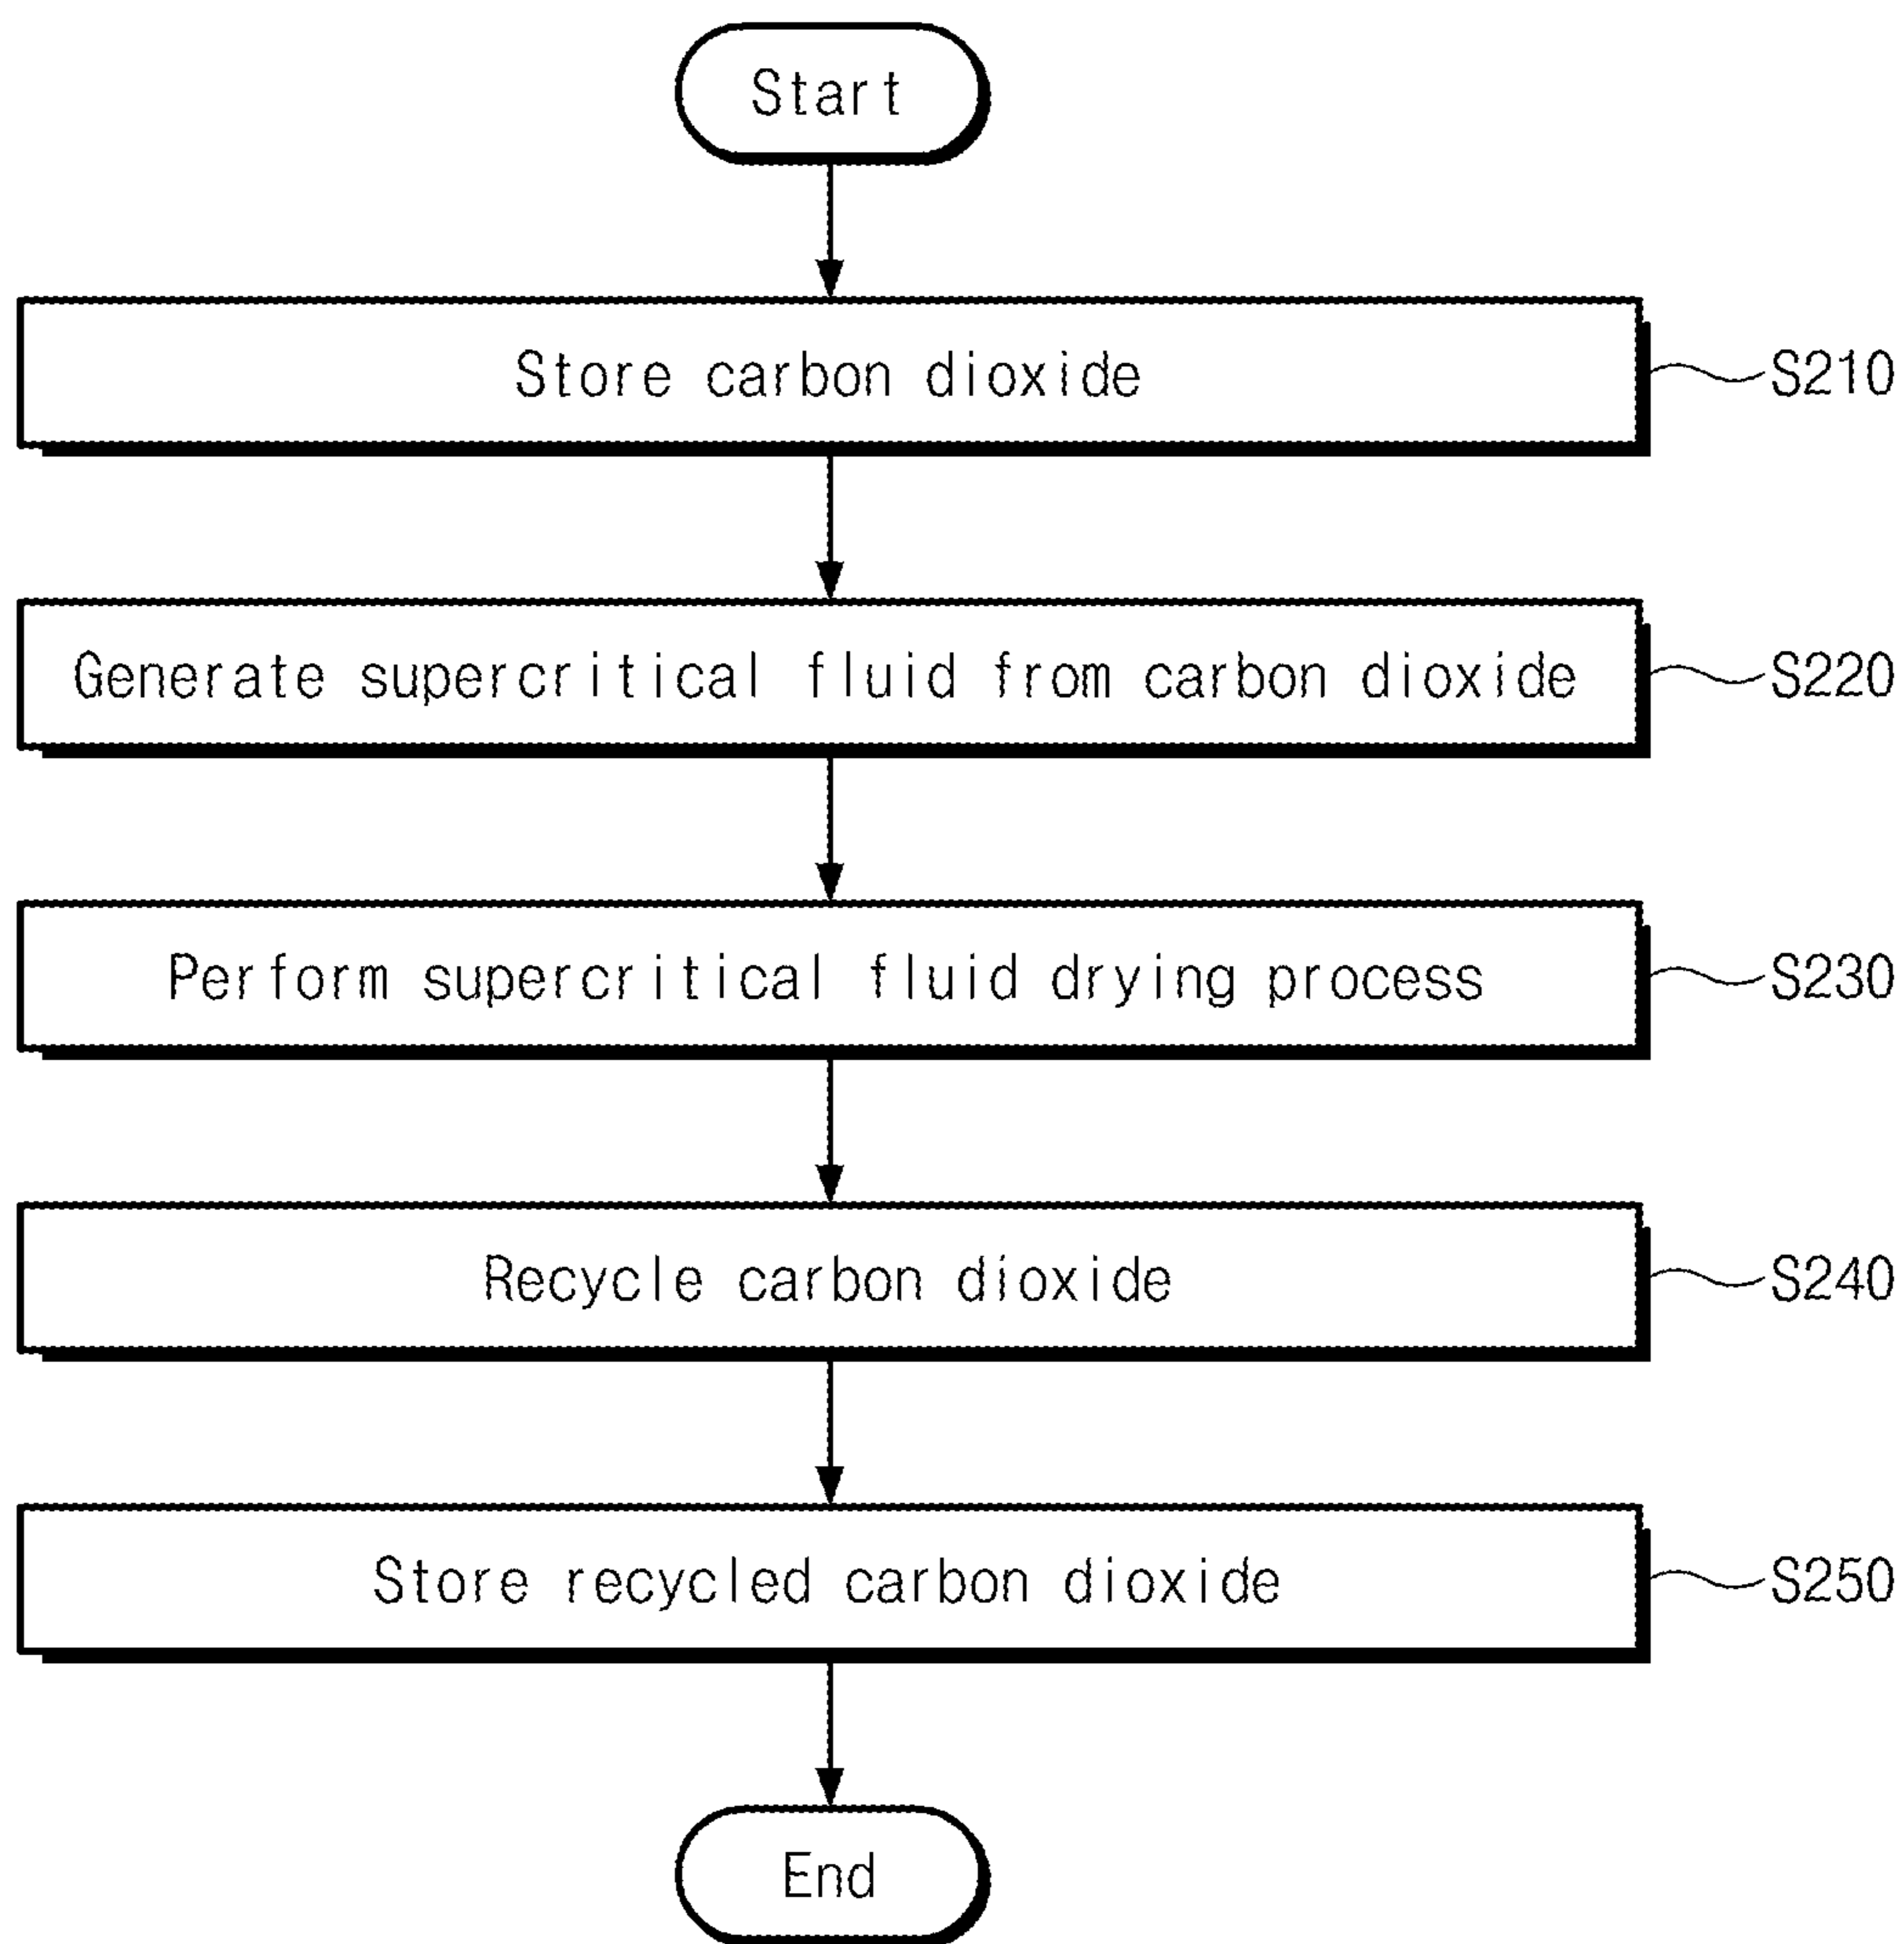 Start
Store carbon dioxide
S210
Generate supercritical fluid from carbon dioxide
S220
Perform supercritical fluid drying process
S230
Recycle carbon dioxide
S240
Store recycled carbon dioxide
S250
End